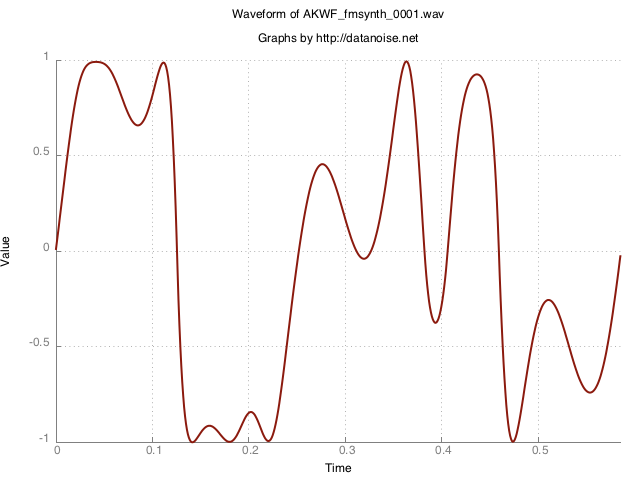 Waveform of AKWF_fmsynth_0001.wav
Graphs by http://datanoise.net
1
0.5
0
-0.5
-1
Value
0 0.1 0.2 0.3 0.4 0.5
Time